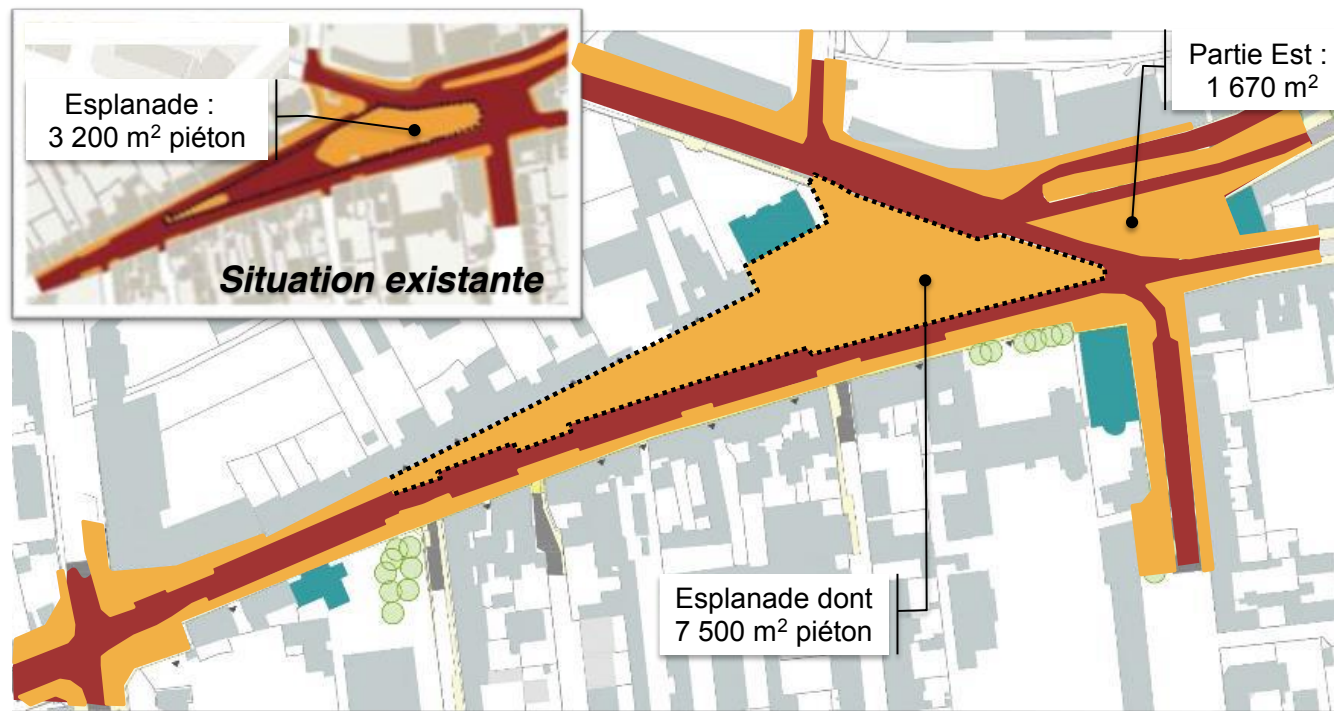 Esplanade :
3 200 m² piéton
Situation existante
Partie Est :
1 670 m²
Esplanade dont
7 500 m² piéton